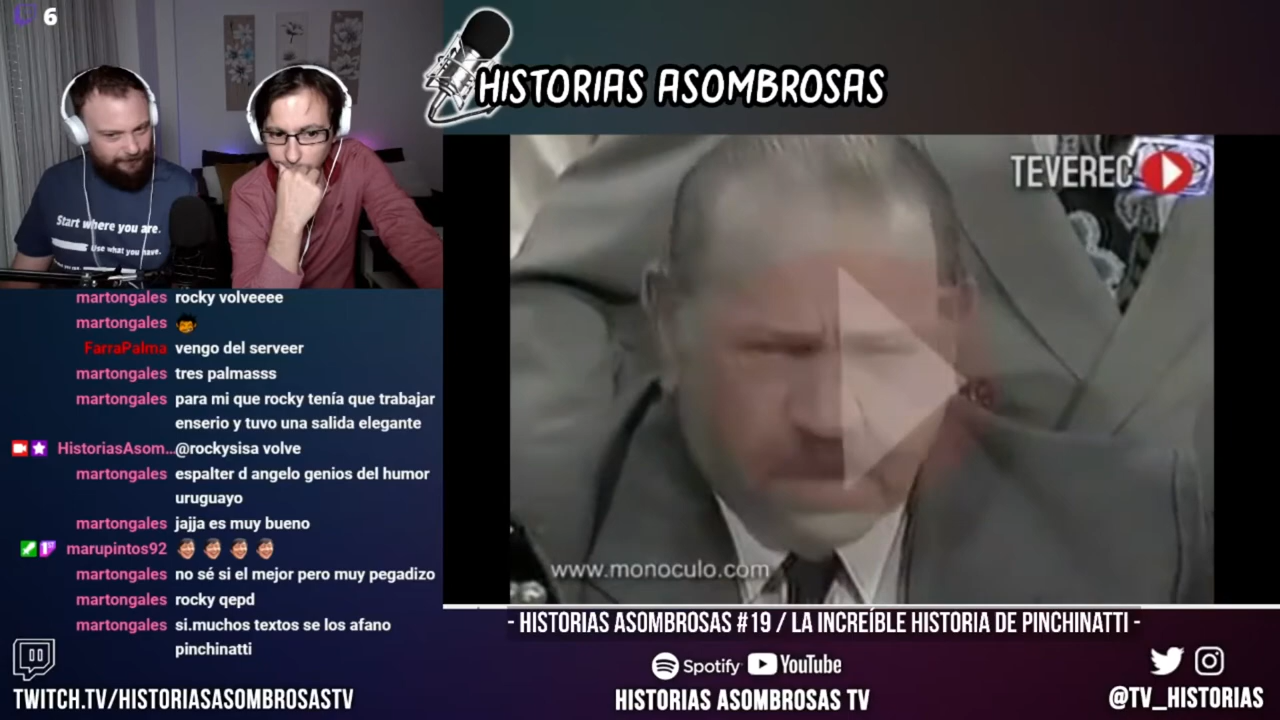 6
HISTORIAS ASOMBROSAS
TEVEREC
Start where you are.
Use what you have.
martongales rocky volveeee
martongales
FarraPalma vengo del serveer
martongales tres palmasss
martongales para mi que rocky tenía que trabajar
enserio y tuvo una salida elegante
HistoriasAsom... @rockysisa volve
martongales espalter d angelo genios del humor
uruguayo
martongales jajja es muy bueno
marupintos92
martongales no sé si el mejor pero muy pegadizo
martongales rocky qepd
martongales si.muchos textos se los afano
pinchinatti
www.monoculo.com
- HISTORIAS ASOMBROSAS #19 / LA INCREÍBLE HISTORIA DE PINCHINATTI -
Spotify YouTube
TWITCH.TV/HISTORIASASOMBROSASTV
HISTORIAS ASOMBROSAS TV
@TV_HISTORIAS